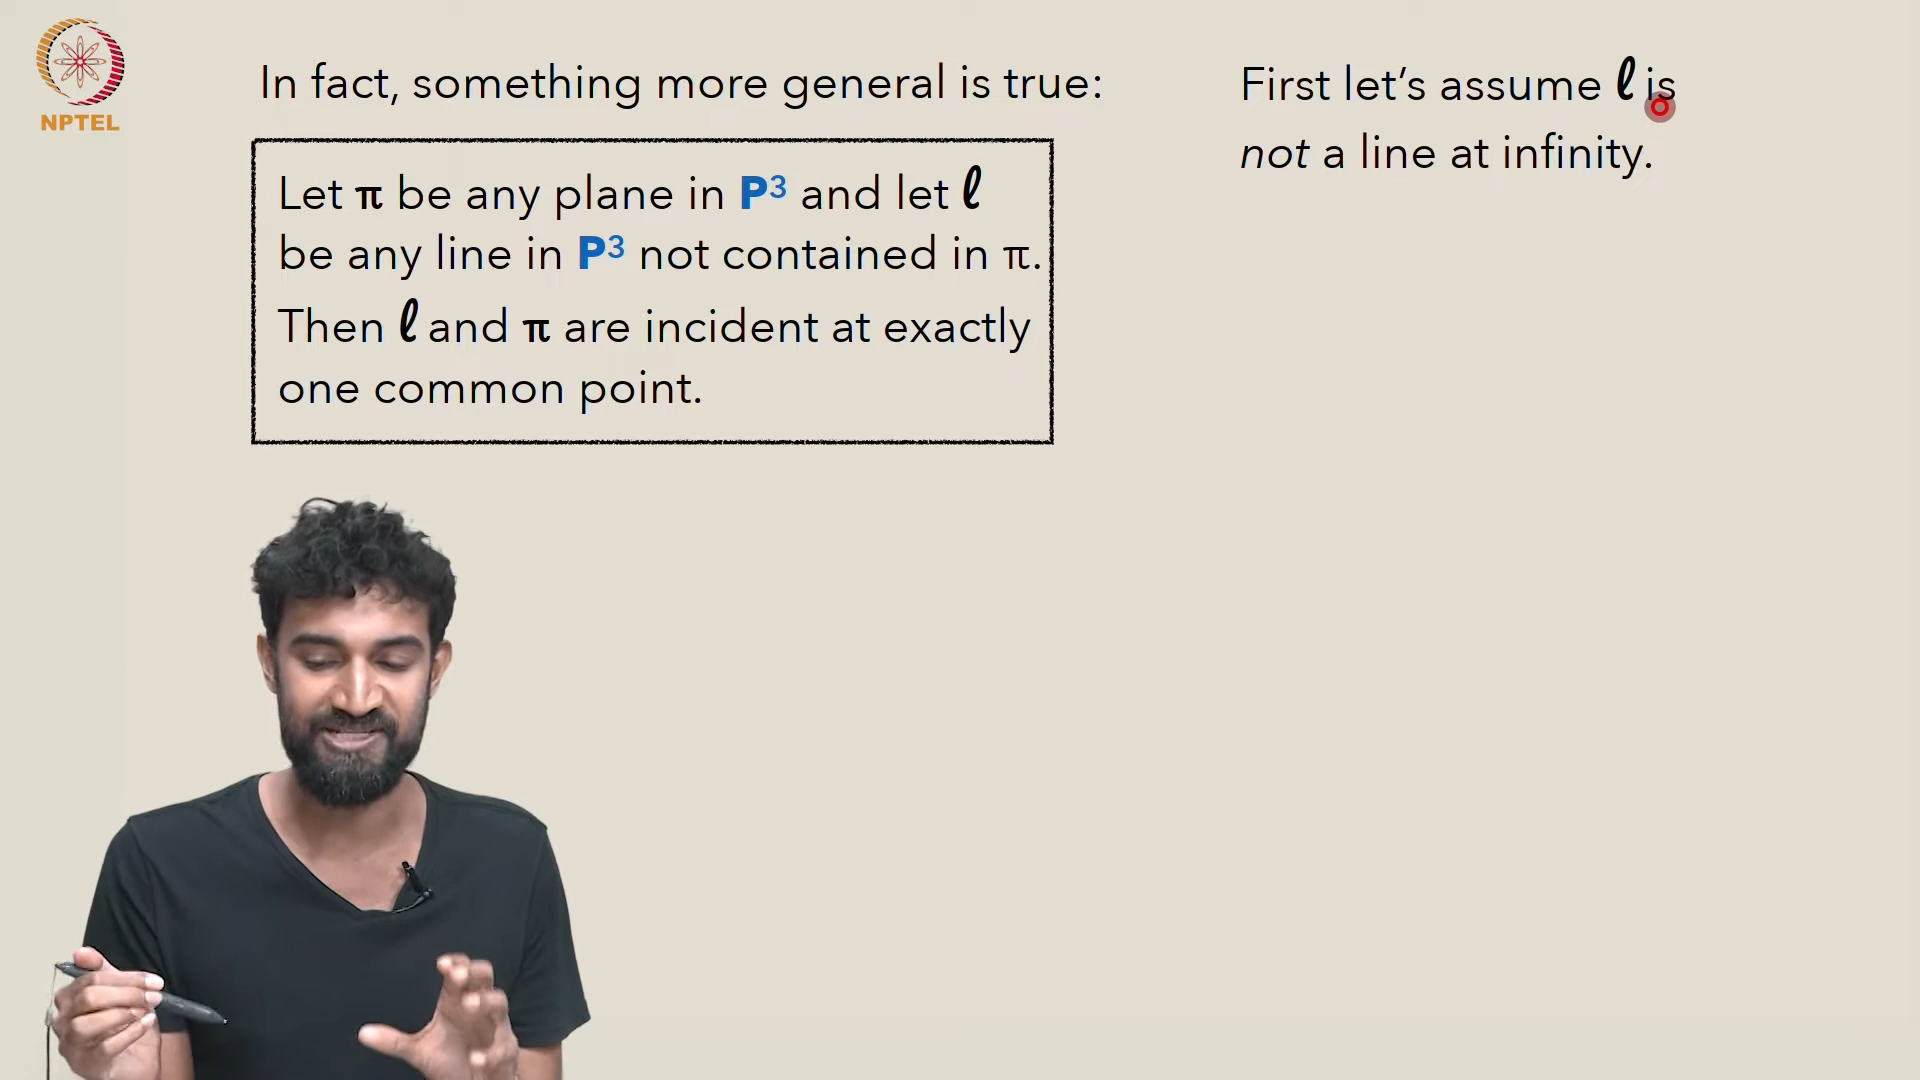 NPTEL
In fact, something more general is true:
Let π be any plane in P³ and let ℓ
be any line in P³ not contained in π.
Then ℓ and π are incident at exactly
one common point.
First let’s assume ℓ is
not a line at infinity.